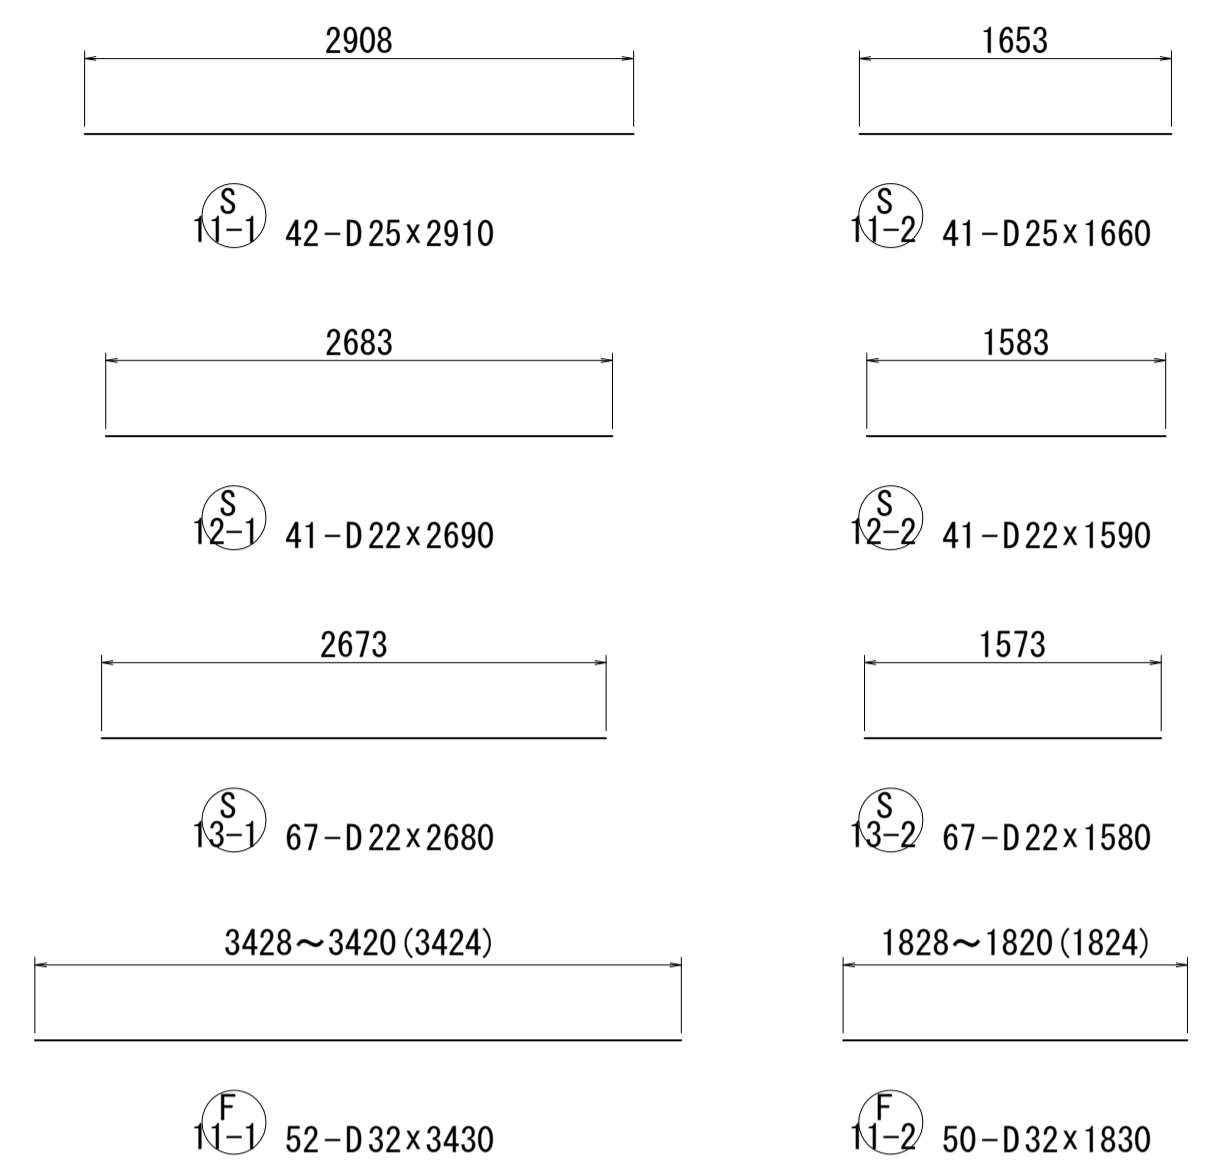 2908
1653
S
11-1 42-D25×2910
S
11-2 41-D25×1660
2683
1583
S
12-1 41-D22×2690
S
12-2 41-D22×1590
2673
1573
S
13-1 67-D22×2680
S
13-2 67-D22×1580
3428～3420(3424)
1828～1820(1824)
F
11-1 52-D32×3430
F
11-2 50-D32×1830